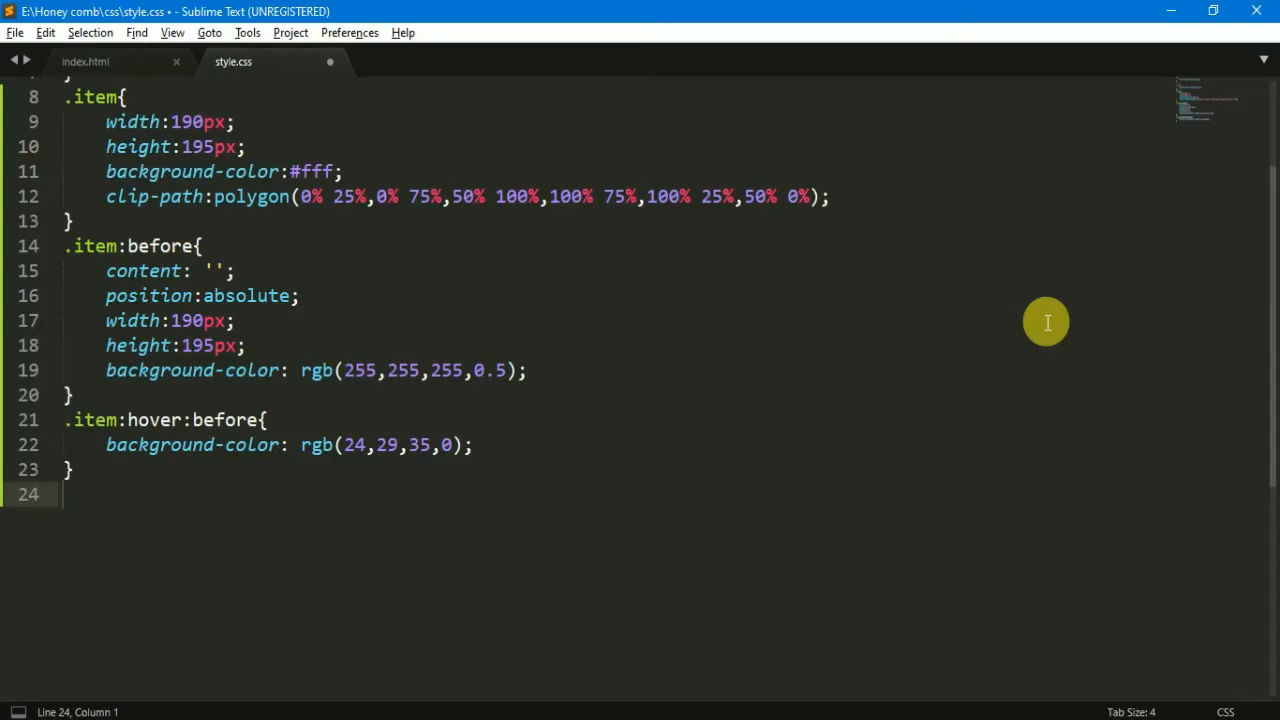 E:\Honey comb\css\style.css • - Sublime Text (UNREGISTERED)
File Edit Selection Find View Goto Tools Project Preferences Help
index.html style.css
8 .item{
9 width:190px;
10 height:195px;
11 background-color:#fff;
12 clip-path:polygon(0% 25%,0% 75%,50% 100%,100% 75%,100% 25%,50% 0%);
13 }
14 .item:before{
15 content: '';
16 position:absolute;
17 width:190px;
18 height:195px;
19 background-color: rgb(255,255,255,0.5);
20 }
21 .item:hover:before{
22 background-color: rgb(24,29,35,0);
23 }
24
Line 24, Column 1 Tab Size: 4 CSS